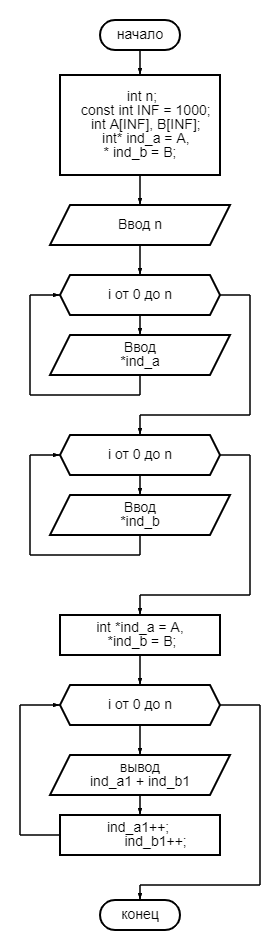 начало
int n;
const int INF = 1000;
int A[INF], B[INF];
int* ind_a = A,
* ind_b = B;
Ввод n
i от 0 до n
Ввод
*ind_a
i от 0 до n
Ввод
*ind_b
int *ind_a = A,
*ind_b = B;
i от 0 до n
вывод
ind_a1 + ind_b1
ind_a1++;
ind_b1++;
конец